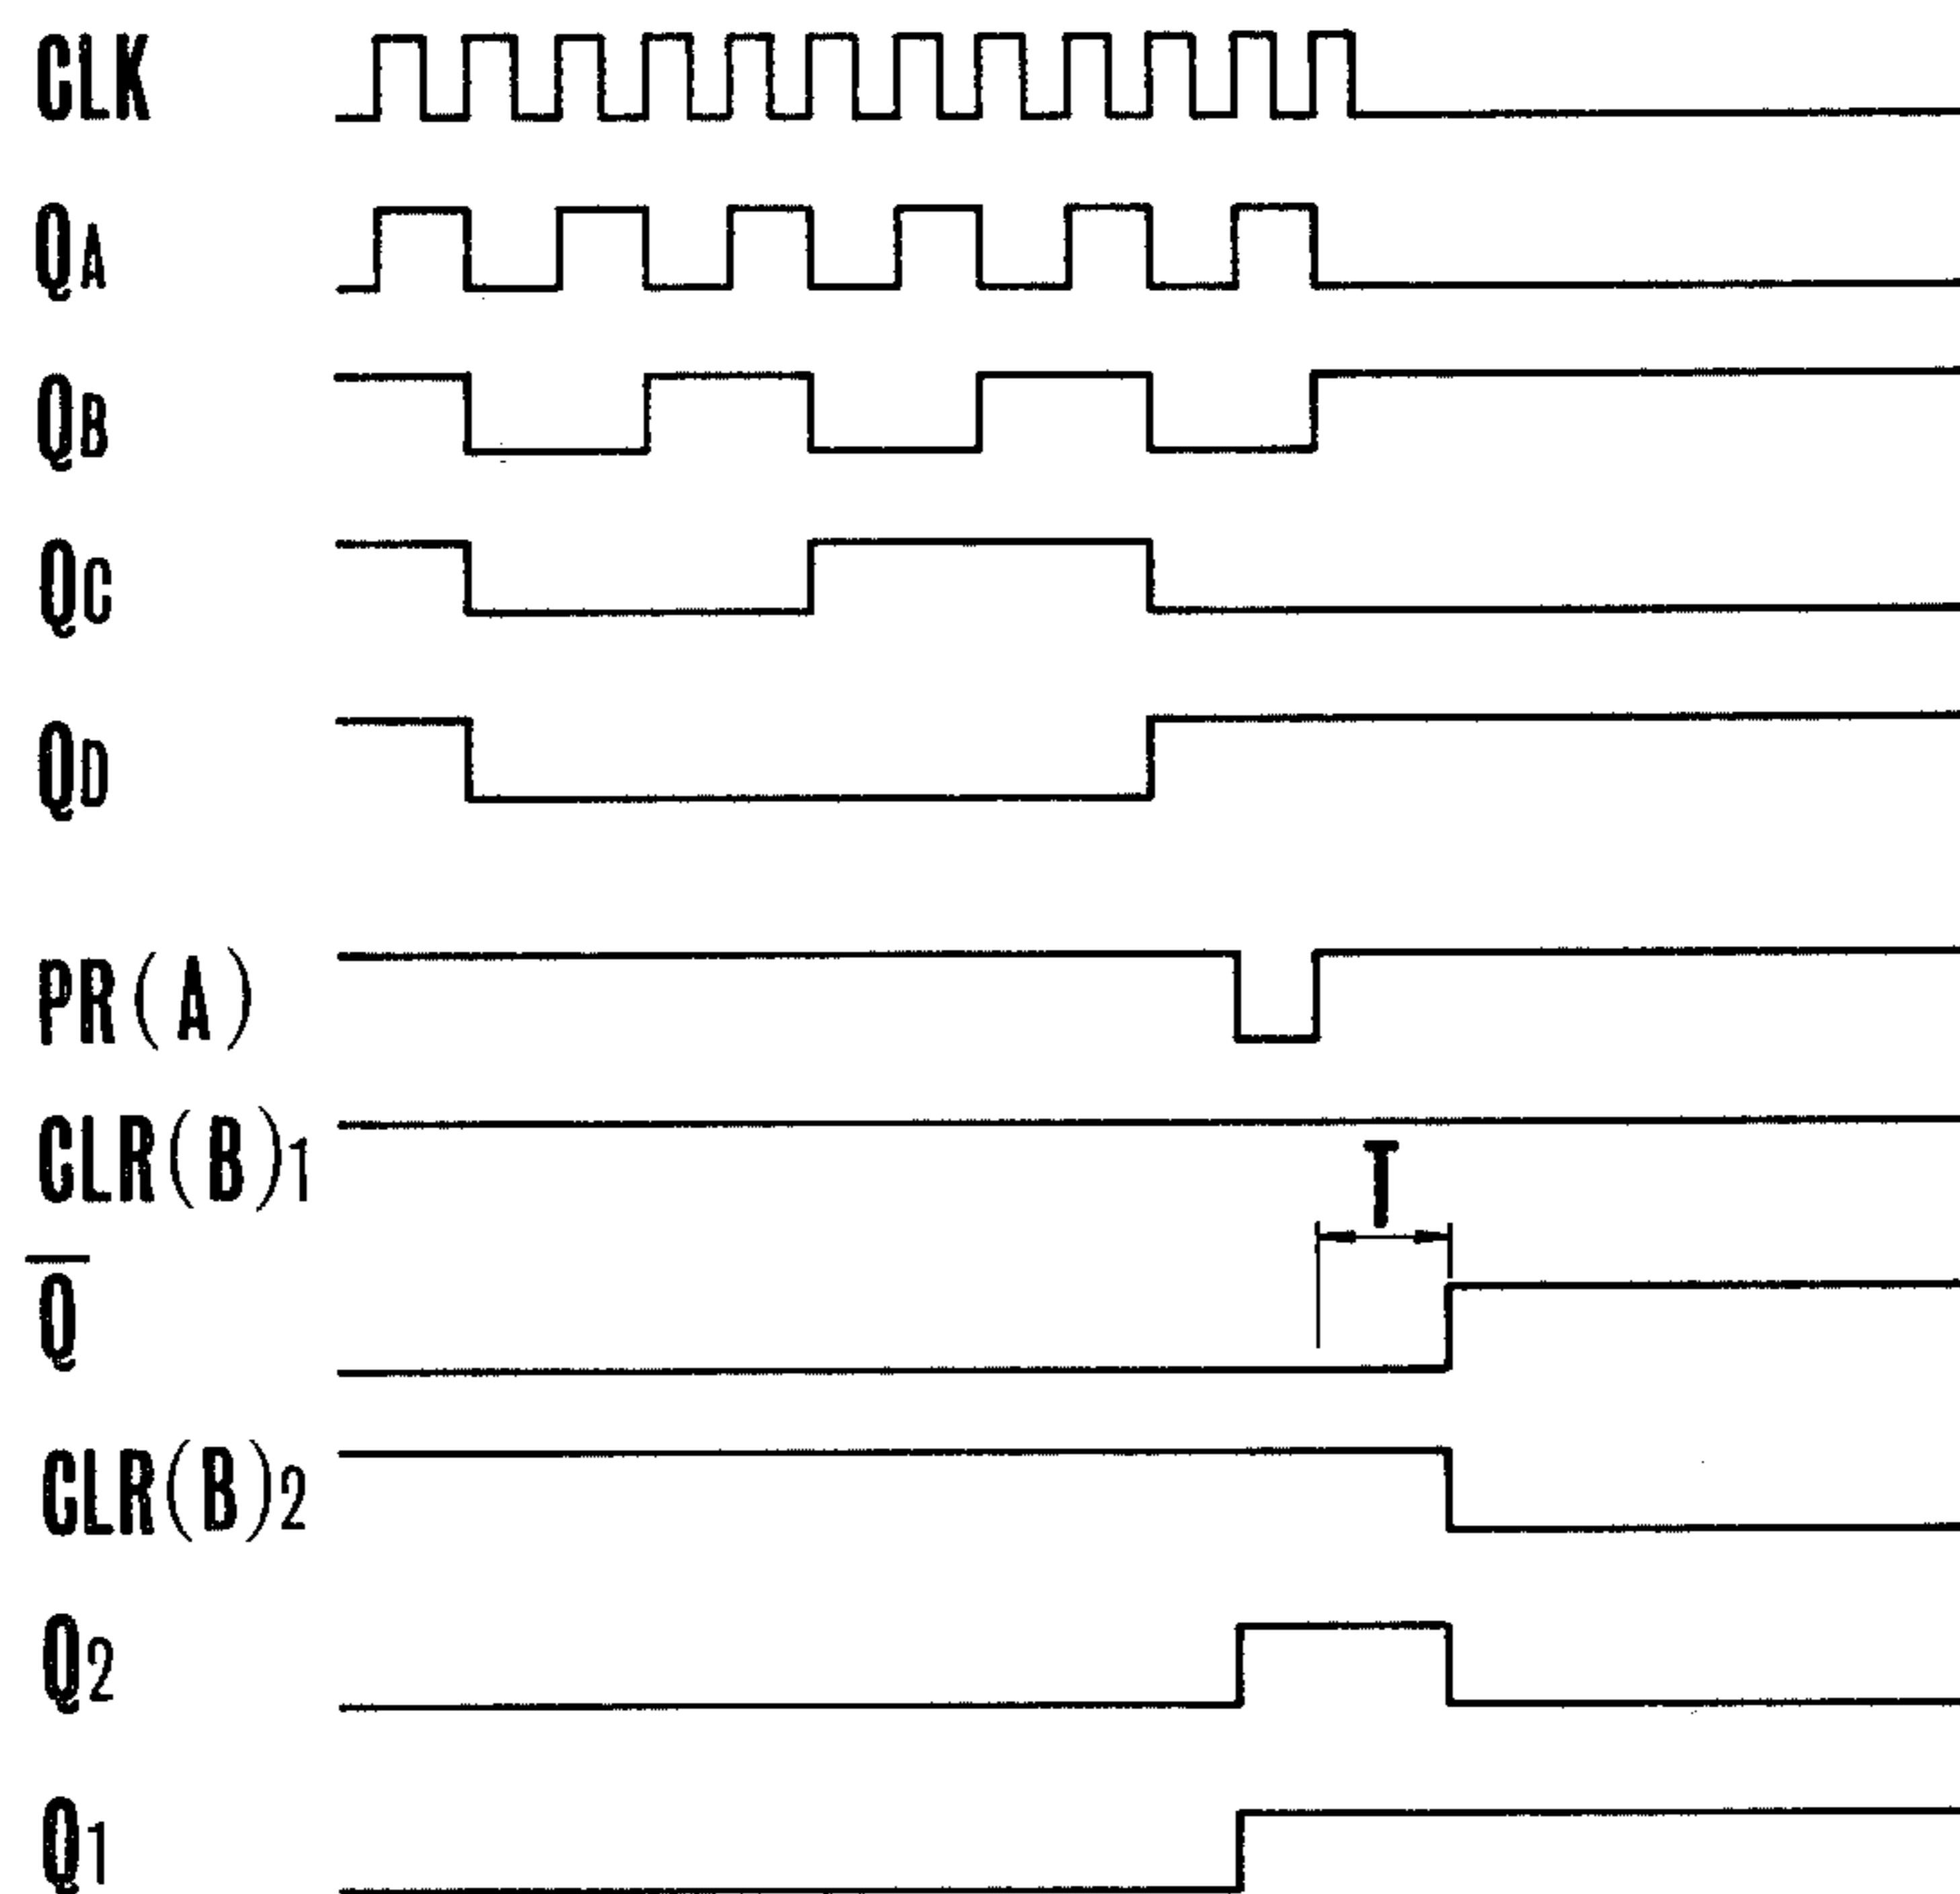 CLK
QA
QB
QC
QD
PR(A)
CLR(B)1
T
Q̅
CLR(B)2
Q2
Q1